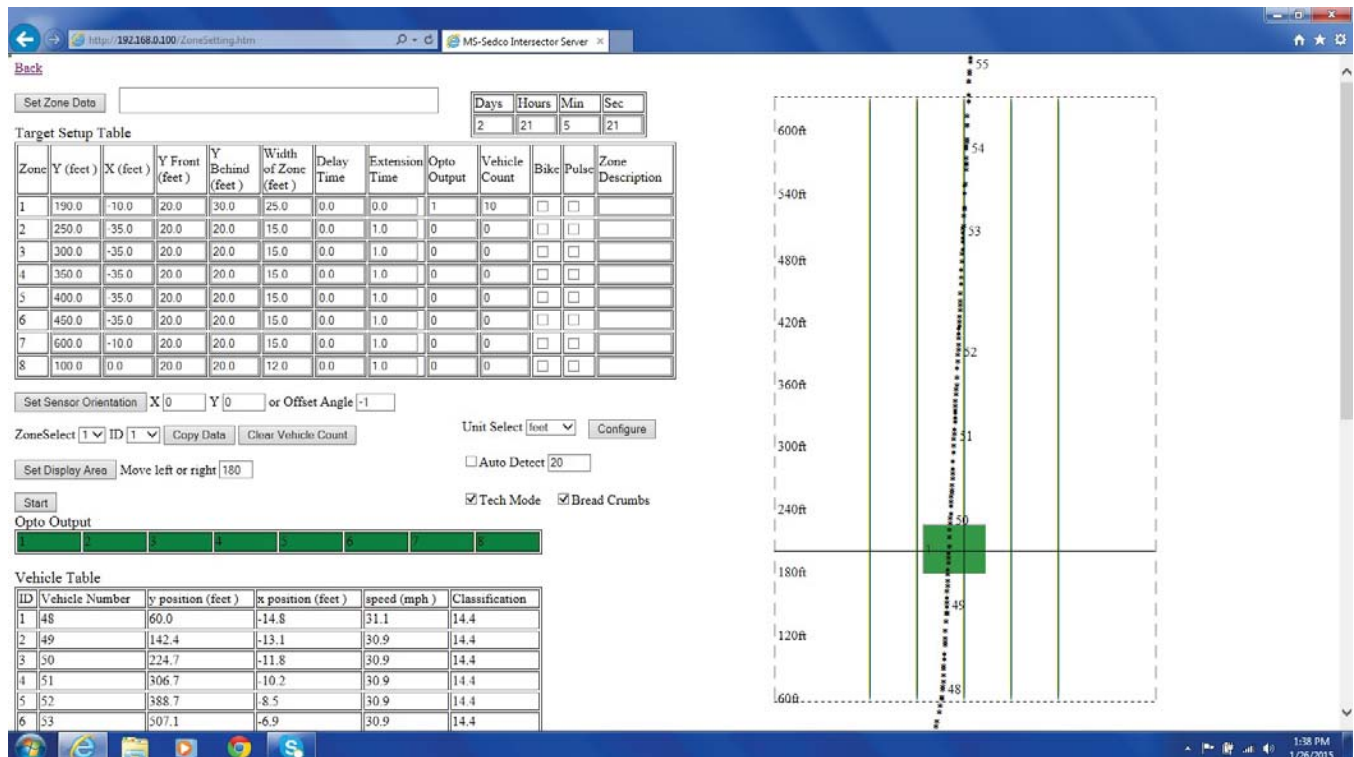 http://192.168.0.100/ZoneSetting.htm
MS-Sedco Intersector Server
Back
Set Zone Data
Days Hours Min Sec
2 21 5 21
Target Setup Table
Zone Y (feet ) X (feet ) Y Front (feet ) Y Behind (feet ) Width of Zone (feet ) Delay Time Extension Time Opto Output Vehicle Count Bike Pulse Zone Description
1 190.0 -10.0 20.0 30.0 25.0 0.0 0.0 1 10
2 250.0 -35.0 20.0 20.0 15.0 0.0 1.0 0 0
3 300.0 -35.0 20.0 20.0 15.0 0.0 1.0 0 0
4 350.0 -35.0 20.0 20.0 15.0 0.0 1.0 0 0
5 400.0 -35.0 20.0 20.0 15.0 0.0 1.0 0 0
6 450.0 -35.0 20.0 20.0 15.0 0.0 1.0 0 0
7 600.0 -10.0 20.0 20.0 15.0 0.0 1.0 0 0
8 100.0 0.0 20.0 20.0 12.0 0.0 1.0 0 0
Set Sensor Orientation X 0 Y 0 or Offset Angle -1
ZoneSelect 1 ID 1 Copy Data Clear Vehicle Count
Unit Select feet Configure
Set Display Area Move left or right 180
Auto Detect 20
Start
Tech Mode Bread Crumbs
Opto Output
1 2 3 4 5 6 7 8
Vehicle Table
ID Vehicle Number y position (feet ) x position (feet ) speed (mph ) Classification
1 48 60.0 -14.8 31.1 14.4
2 49 142.4 -13.1 30.9 14.4
3 50 224.7 -11.8 30.9 14.4
4 51 306.7 -10.2 30.9 14.4
5 52 388.7 -8.5 30.9 14.4
6 53 507.1 -6.9 30.9 14.4
55
600ft
54
540ft
53
480ft
420ft
52
360ft
51
300ft
240ft
50
1
180ft
49
120ft
48
60ft
1:38 PM
1/26/2015